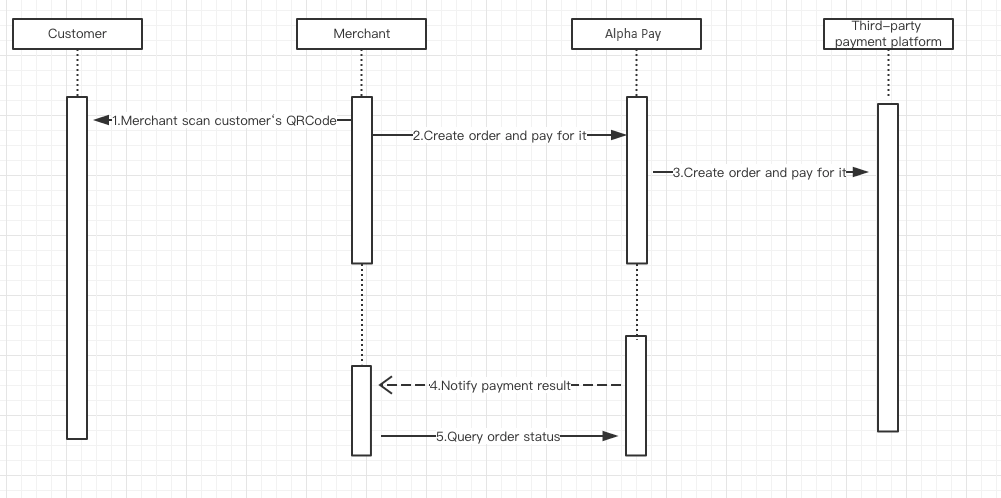 Customer
Merchant
Alpha Pay
Third-party
payment platform
1.Merchant scan customer‘s QRCode
2.Create order and pay for it
3.Create order and pay for it
4.Notify payment result
5.Query order status